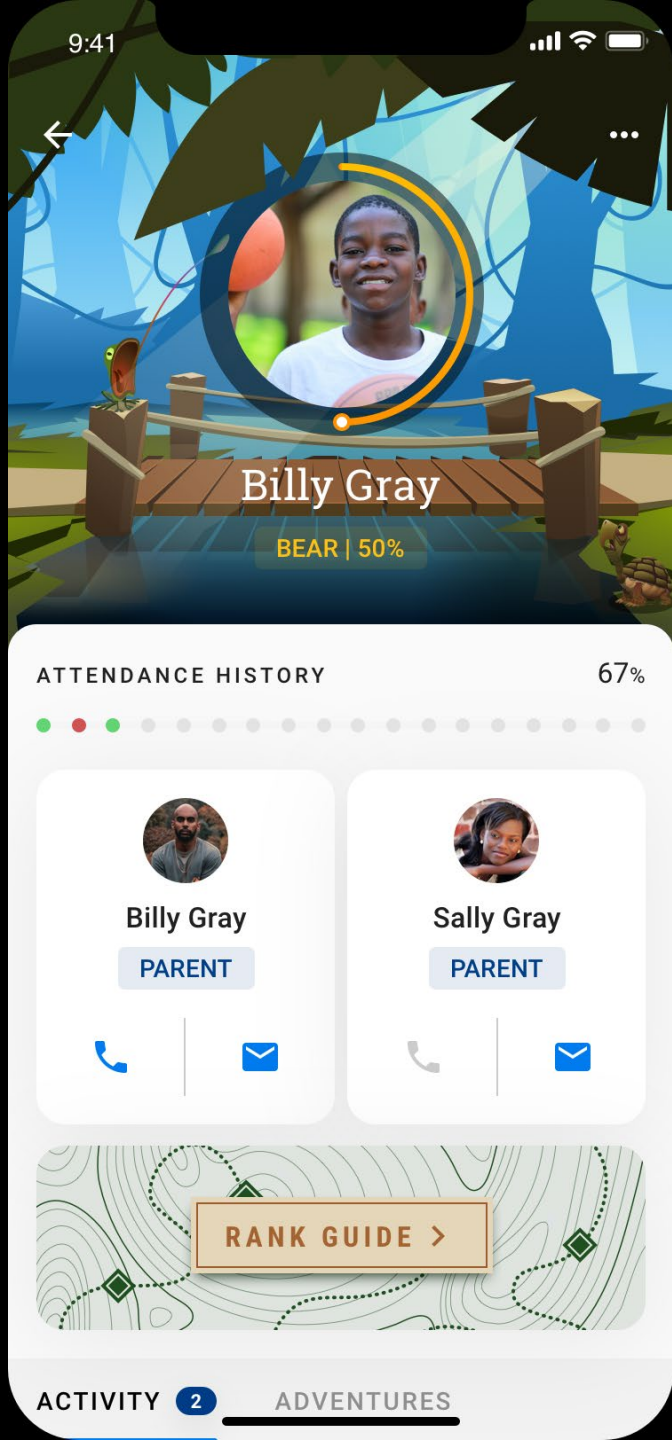 9:41
Billy Gray
BEAR | 50%
ATTENDANCE HISTORY 67%
Billy Gray Sally Gray
PARENT PARENT
RANK GUIDE >
ACTIVITY 2 ADVENTURES